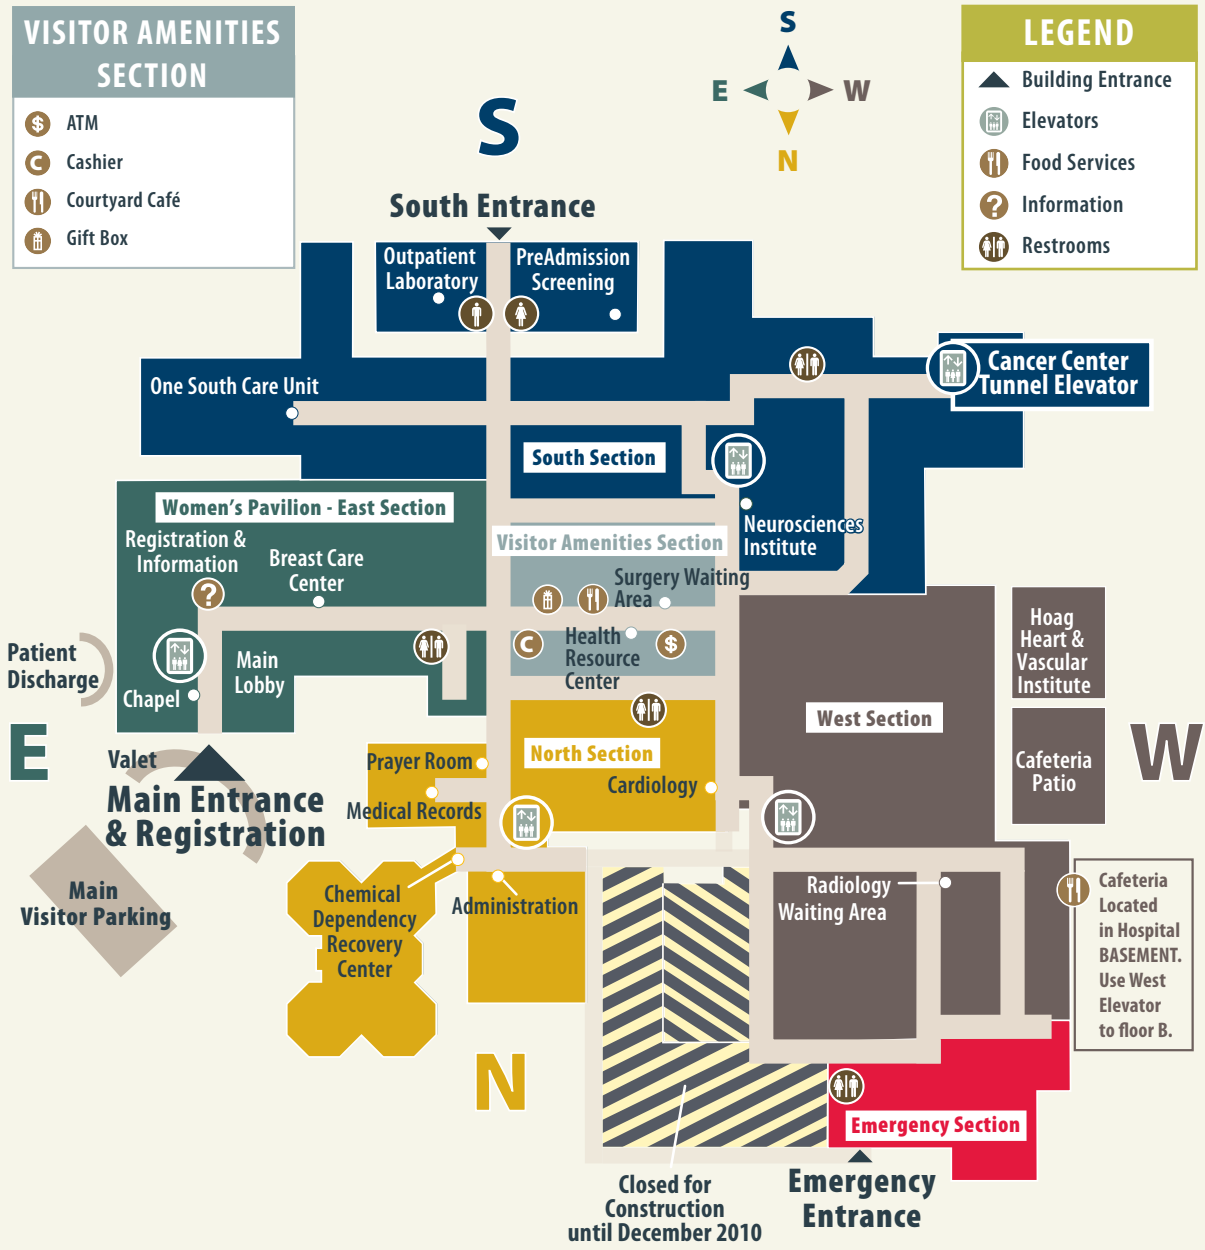 VISITOR AMENITIES
SECTION
$ ATM
C Cashier
Courtyard Café
Gift Box
S
E W
N
LEGEND
Building Entrance
Elevators
Food Services
? Information
Restrooms
S
South Entrance
Outpatient
Laboratory
PreAdmission
Screening
One South Care Unit
Cancer Center
Tunnel Elevator
South Section
Women's Pavilion - East Section
Registration &
Information
?
Breast Care
Center
Visitor Amenities Section
Neurosciences
Institute
Surgery Waiting
Area
C
Health
Resource
Center
$
Hoag
Heart &
Vascular
Institute
Patient
Discharge
Main
Lobby
Chapel
E
West Section
W
North Section
Cardiology
Cafeteria
Patio
Valet
Main Entrance
& Registration
Prayer Room
Medical Records
Main
Visitor Parking
Chemical
Dependency
Recovery
Center
Administration
Radiology
Waiting Area
Cafeteria
Located
in Hospital
BASEMENT.
Use West
Elevator
to floor B.
N
Emergency Section
Closed for
Construction
until December 2010
Emergency
Entrance